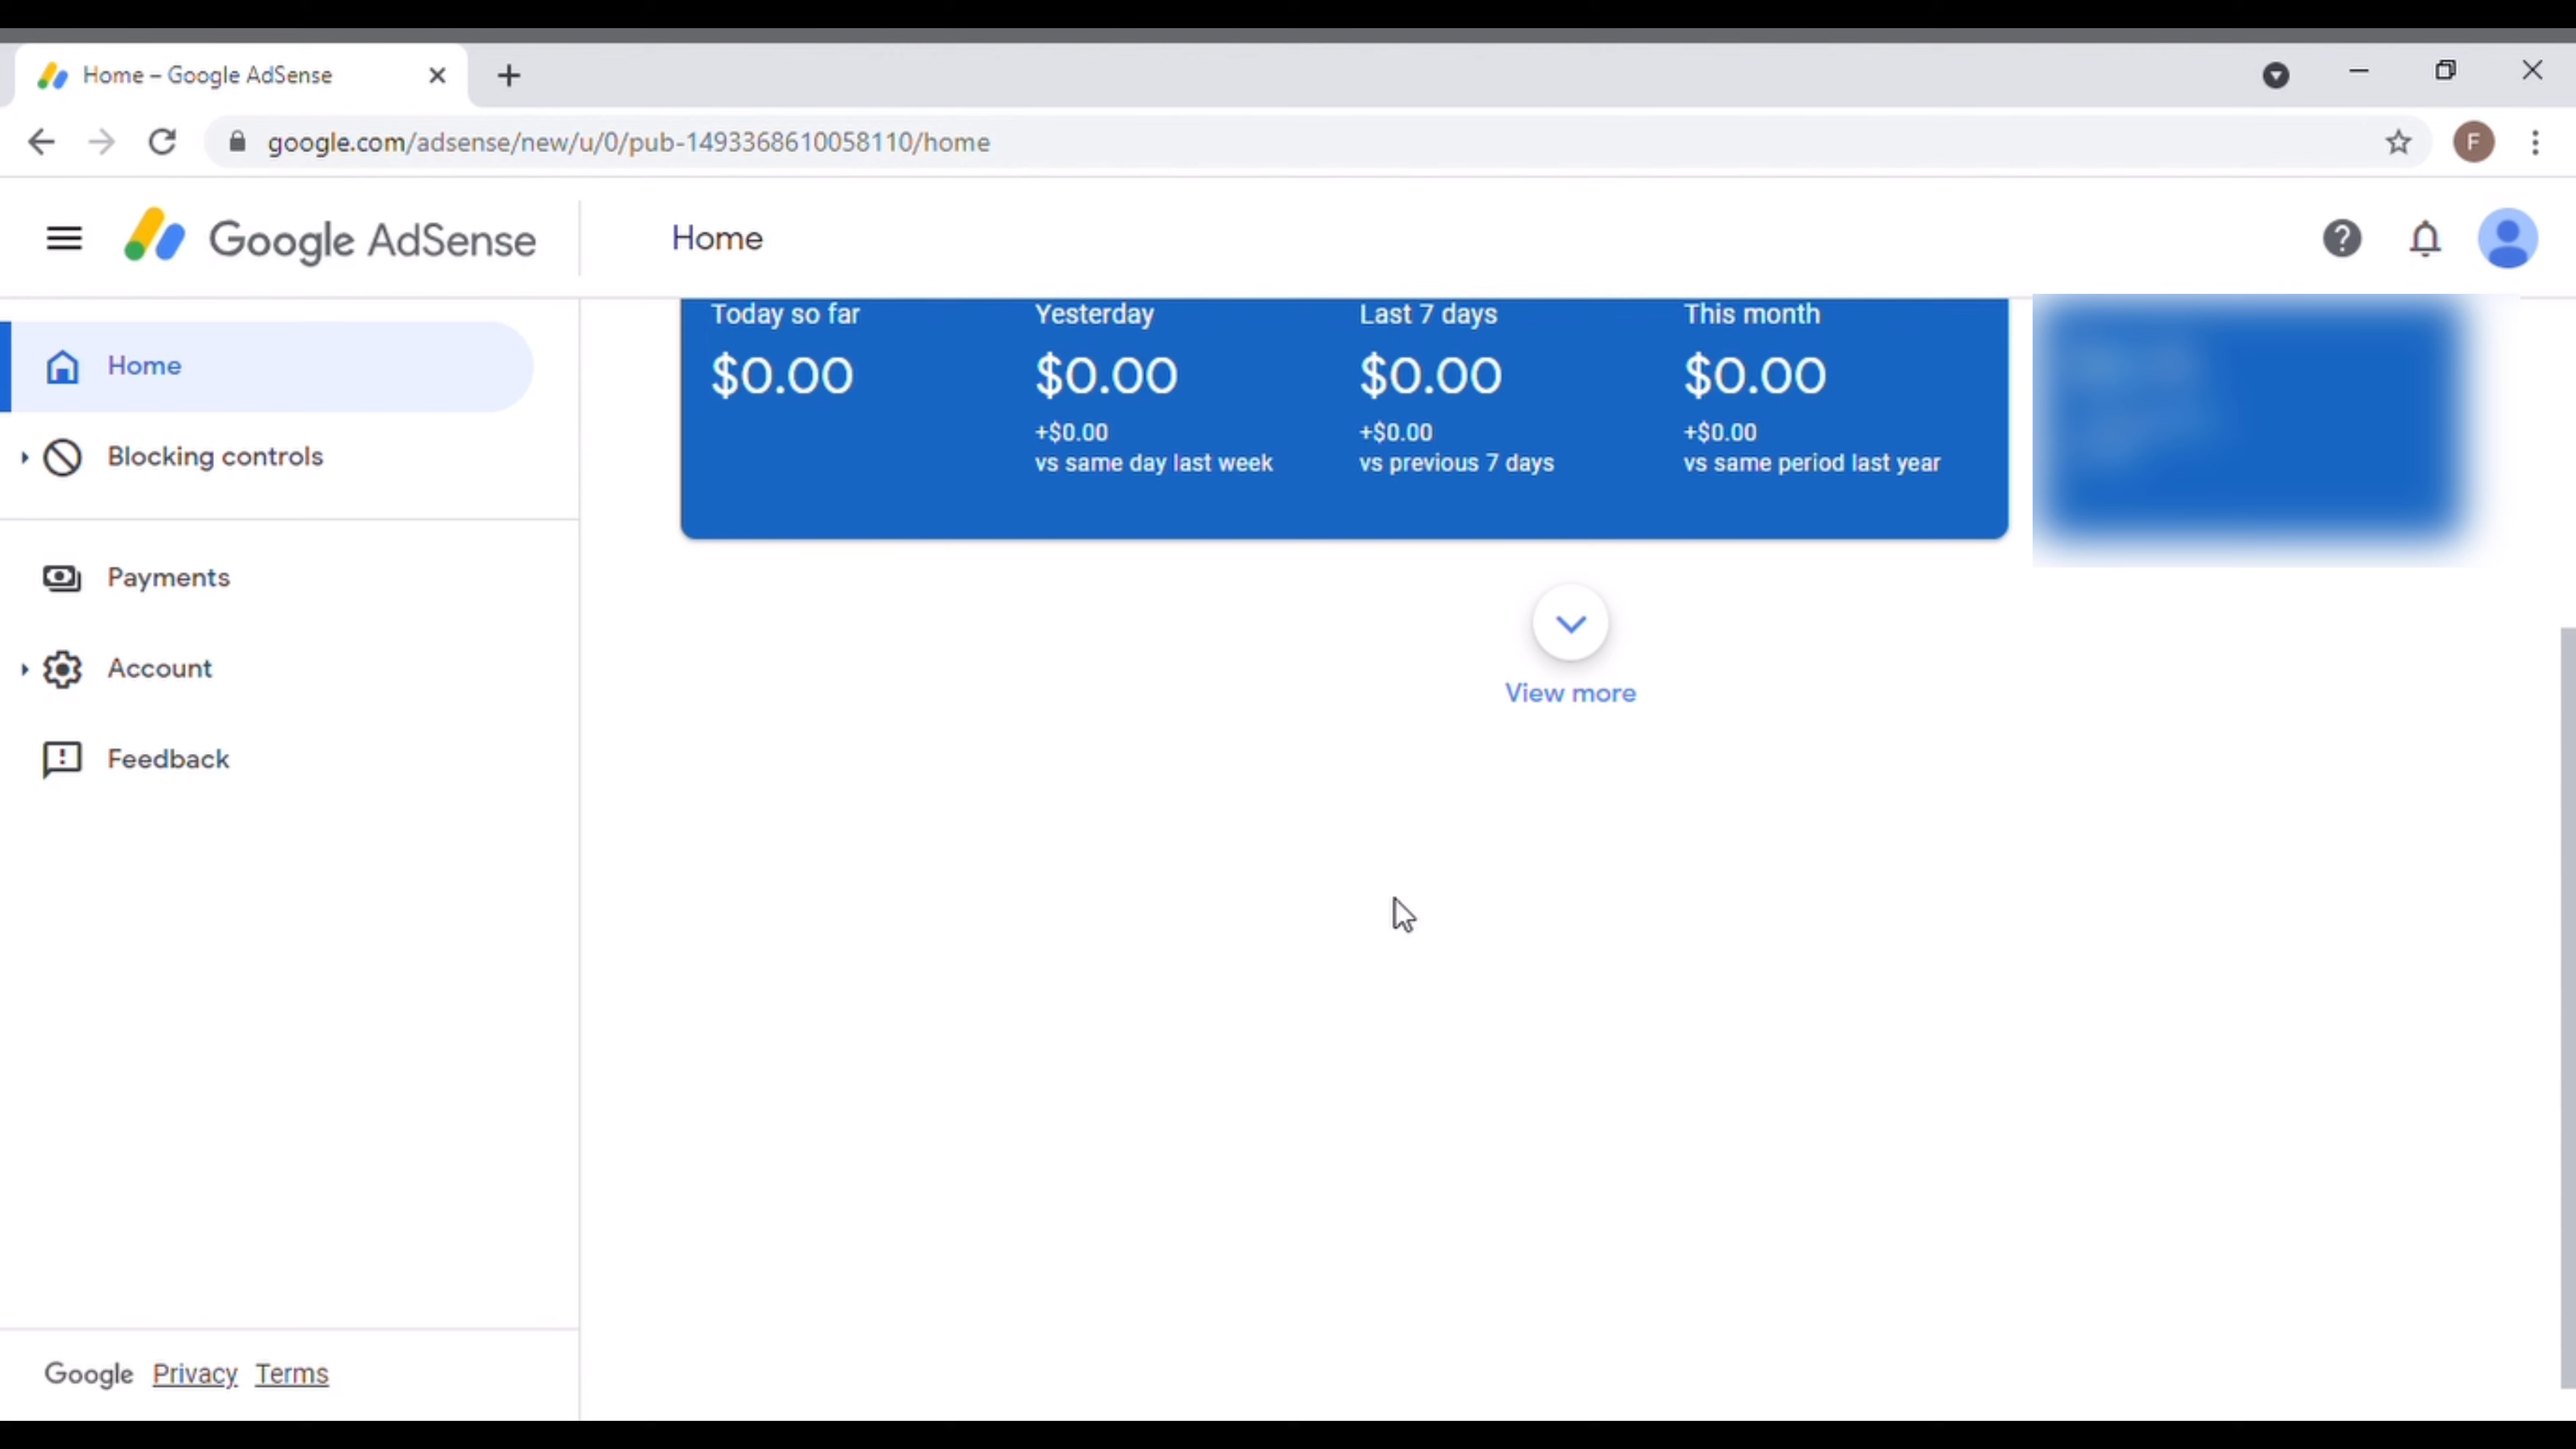 Home – Google AdSense
google.com/adsense/new/u/0/pub-1493368610058110/home
F
Google AdSense
Home
Home
Blocking controls
Payments
Account
Feedback
Today so far
$0.00
Yesterday
$0.00
+$0.00
vs same day last week
Last 7 days
$0.00
+$0.00
vs previous 7 days
This month
$0.00
+$0.00
vs same period last year
View more
Google Privacy Terms